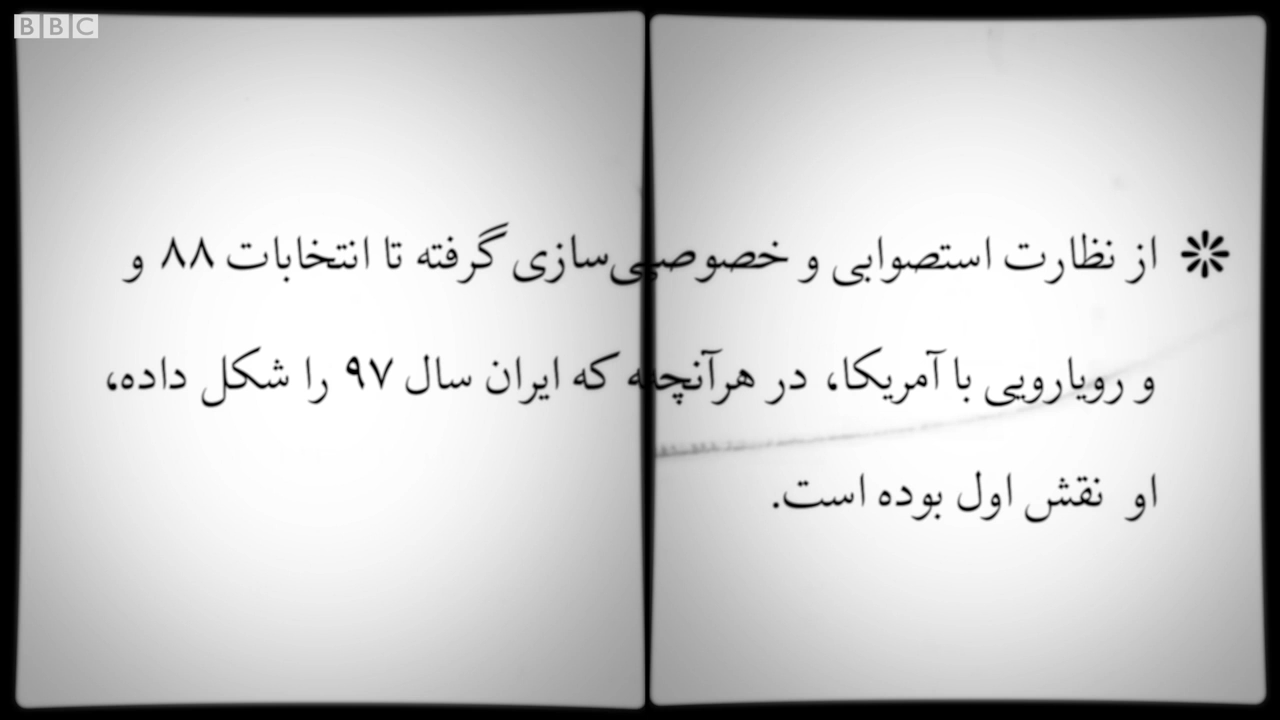 BBC
❊ از نظارت استصوابی و خصوصی‌سازی گرفته تا انتخابات ۸۸ و
و رویارویی با آمریکا، در هرآنچه که ایران سال ۹۷ را شکل داده،
او نقش اول بوده است.